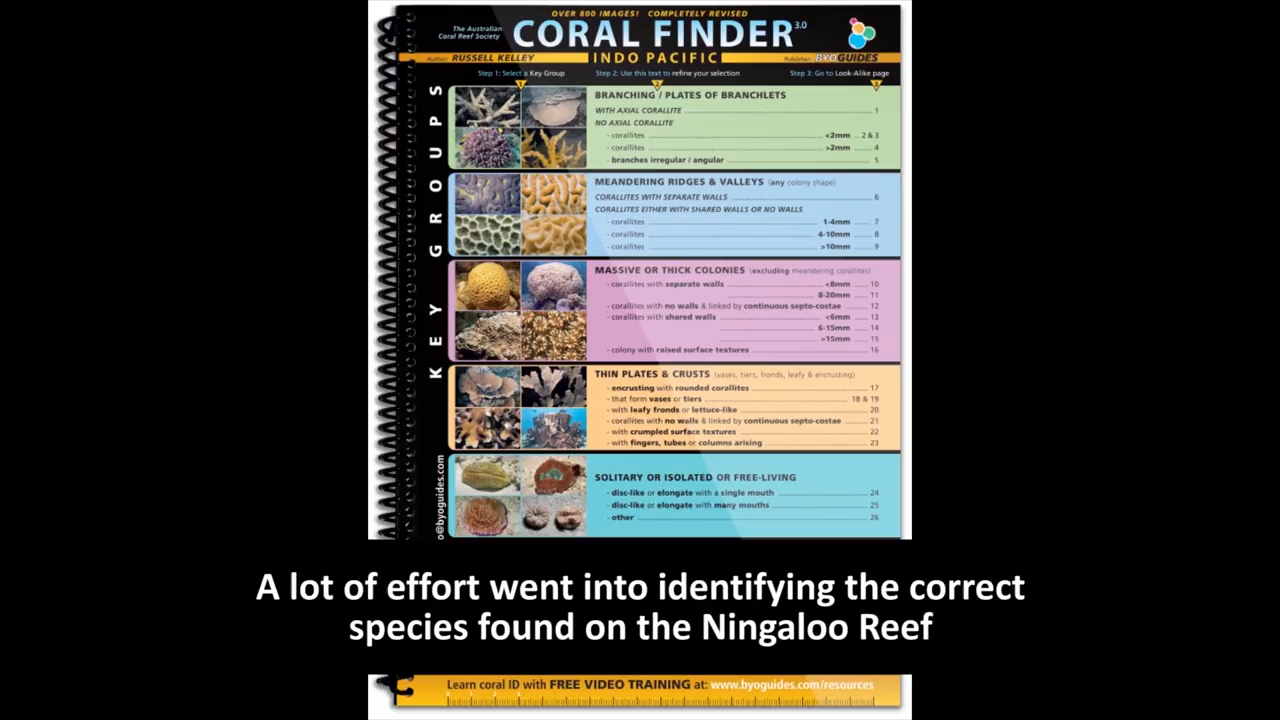 OVER 800 IMAGES! COMPLETELY REVISED
The Australian
Coral Reef Society
CORAL FINDER 3.0
Author: RUSSELL KELLEY INDO PACIFIC Publisher: BYOGUIDES
Step 1: Select a Key Group Step 2: Use this text to refine your selection Step 3: Go to Look-Alike page
1 2 3
KEY GROUPS
BRANCHING / PLATES OF BRANCHLETS
WITH AXIAL CORALLITE 1
NO AXIAL CORALLITE
- corallites <2mm 2 & 3
- corallites >2mm 4
- branches irregular / angular 5
MEANDERING RIDGES & VALLEYS (any colony shape)
CORALLITES WITH SEPARATE WALLS 6
CORALLITES EITHER WITH SHARED WALLS OR NO WALLS
- corallites 1-4mm 7
- corallites 4-10mm 8
- corallites >10mm 9
MASSIVE OR THICK COLONIES (excluding meandering corallites)
- corallites with separate walls <8mm 10
8-20mm 11
- corallites with no walls & linked by continuous septo-costae 12
- corallites with shared walls <6mm 13
6-15mm 14
>15mm 15
- colony with raised surface textures 16
THIN PLATES & CRUSTS (vases, tiers, fronds, leafy & encrusting)
- encrusting with rounded corallites 17
- that form vases or tiers 18 & 19
- with leafy fronds or lettuce-like 20
- corallites with no walls & linked by continuous septo-costae 21
- with crumpled surface textures 22
- with fingers, tubes or columns arising 23
SOLITARY OR ISOLATED OR FREE-LIVING
- disc-like or elongate with a single mouth 24
- disc-like or elongate with many mouths 25
- other 26
o@byoguides.com
A lot of effort went into identifying the correct
species found on the Ningaloo Reef
Learn coral ID with FREE VIDEO TRAINING at: www.byoguides.com/resources